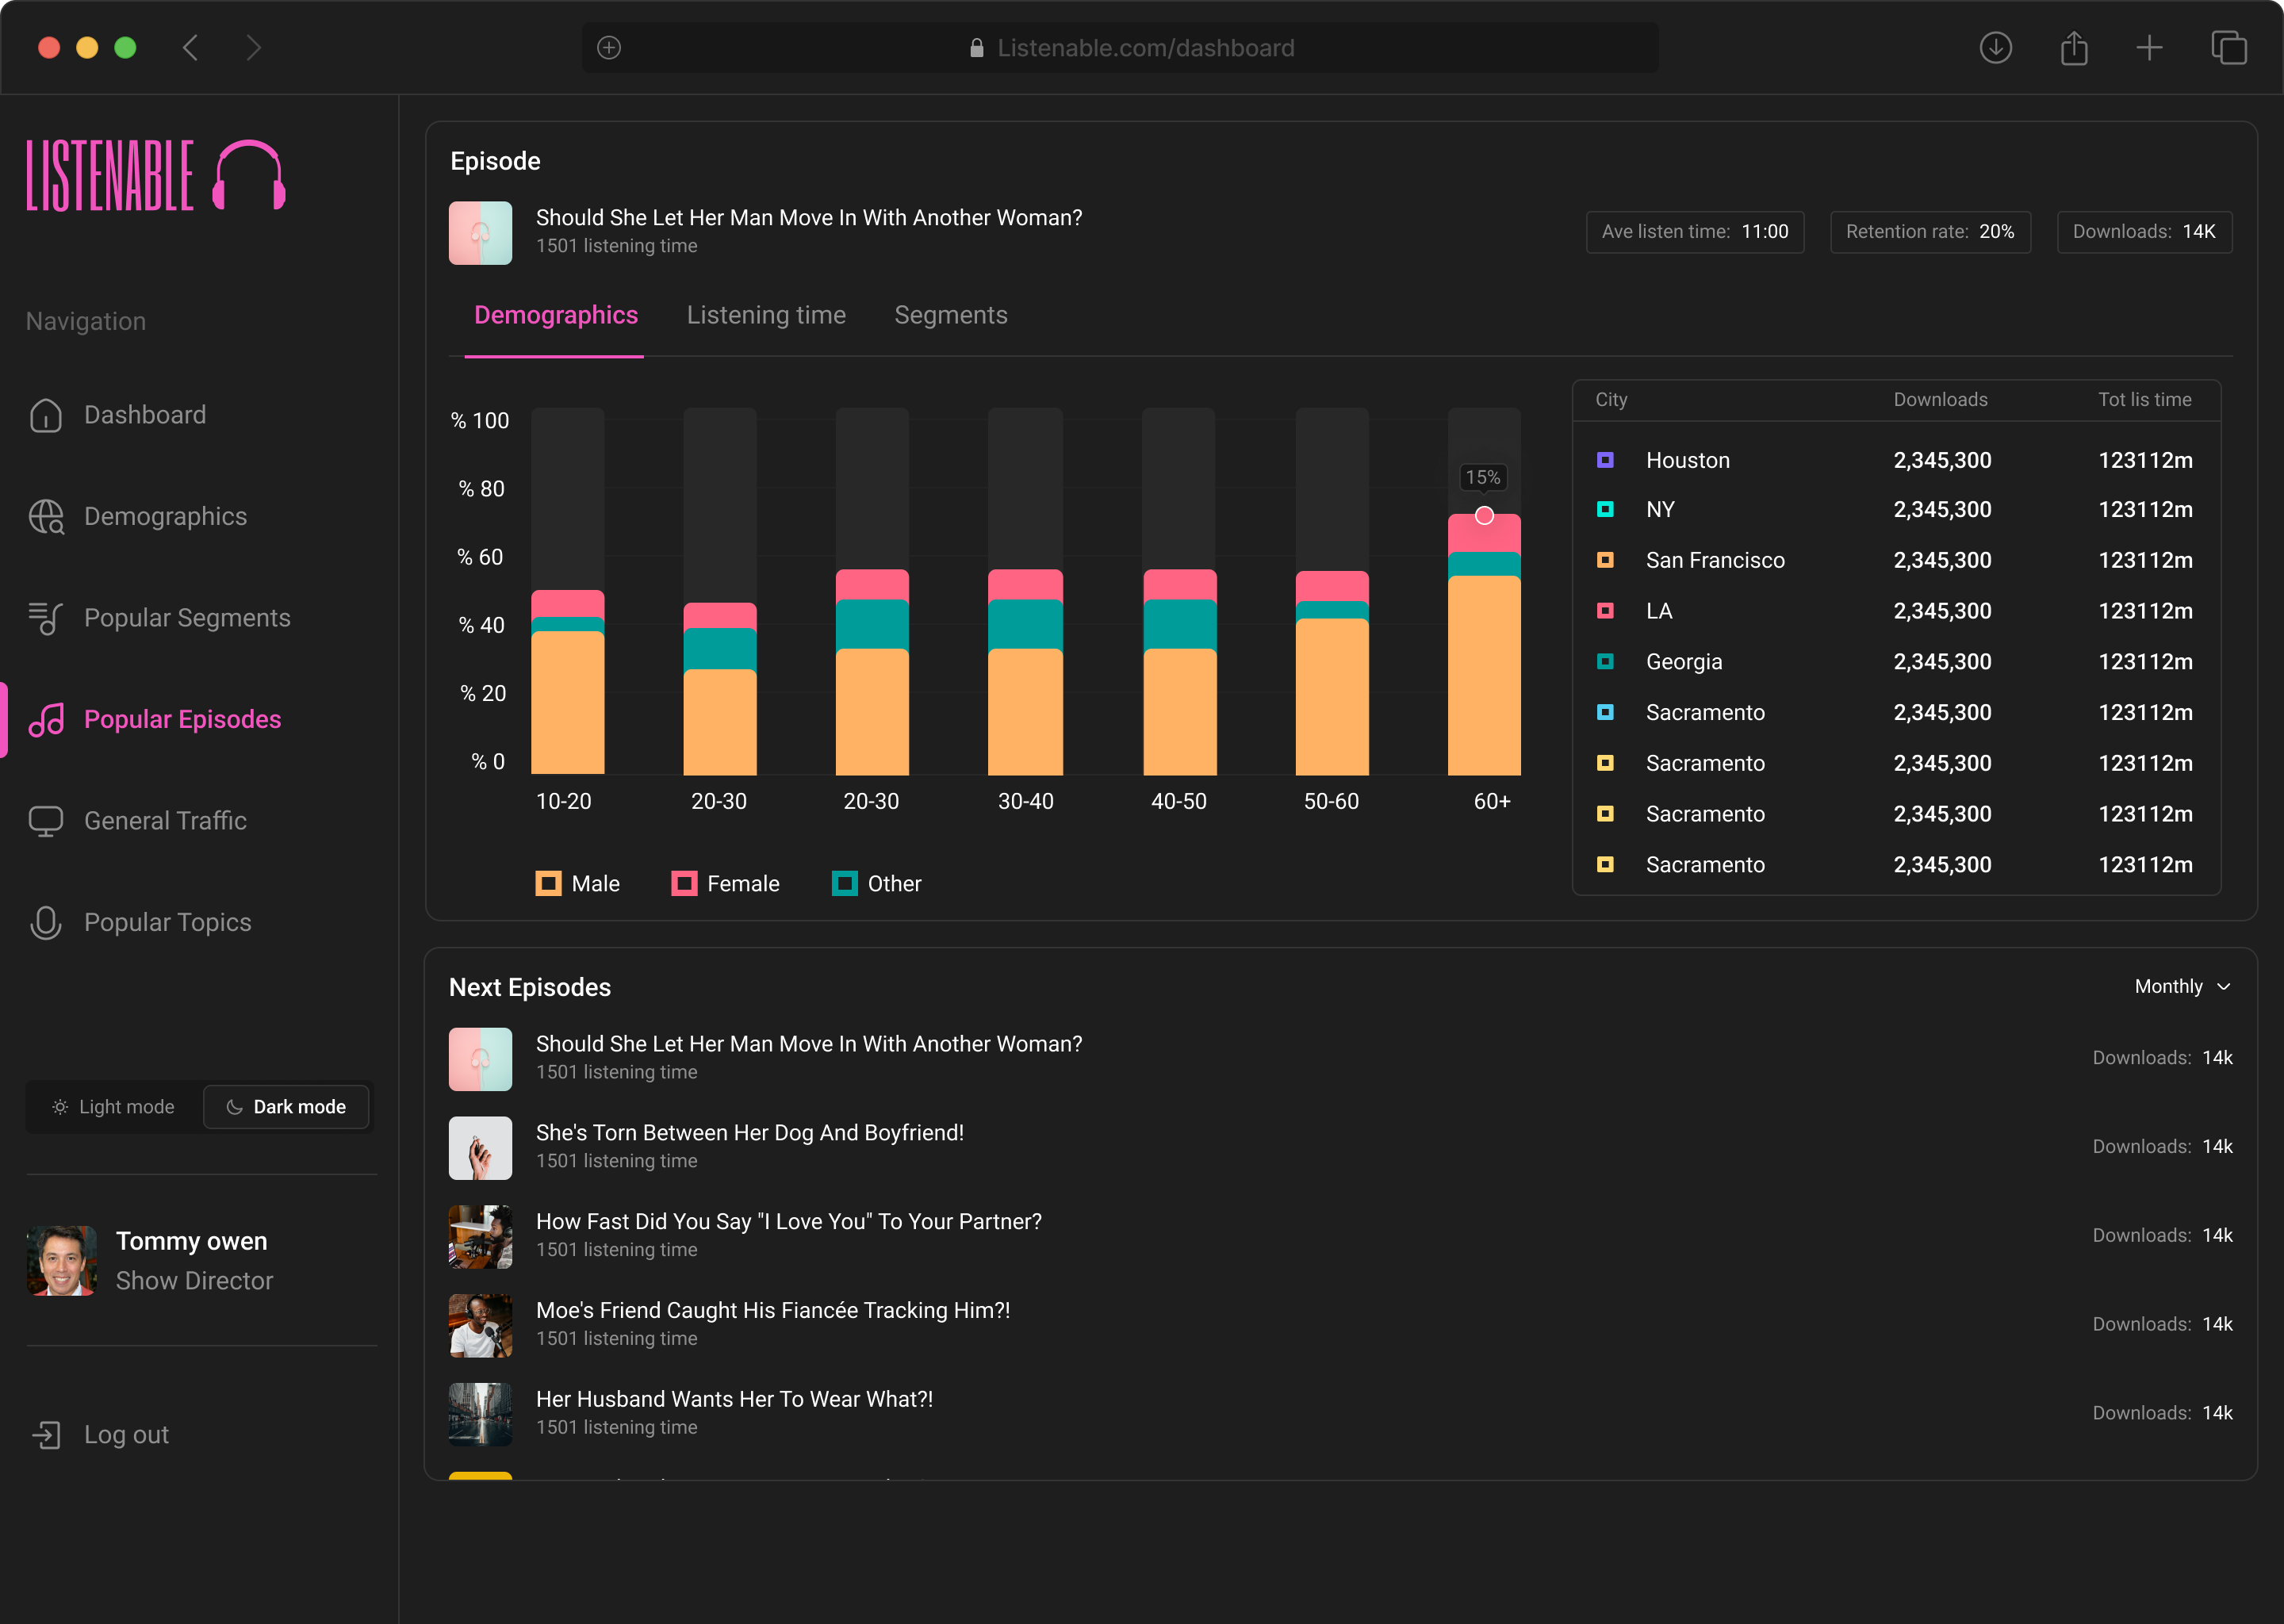 Listenable.com/dashboard
LISTENABLE
Navigation
Dashboard
Demographics
Popular Segments
Popular Episodes
General Traffic
Popular Topics
Light mode
Dark mode
Tommy owen
Show Director
Log out
Episode
Should She Let Her Man Move In With Another Woman?
1501 listening time
Ave listen time: 11:00
Retention rate: 20%
Downloads: 14K
Demographics Listening time Segments
% 100
% 80
% 60
% 40
% 20
% 0
15%
10-20 20-30 20-30 30-40 40-50 50-60 60+
Male Female Other
City Downloads Tot lis time
Houston 2,345,300 123112m
NY 2,345,300 123112m
San Francisco 2,345,300 123112m
LA 2,345,300 123112m
Georgia 2,345,300 123112m
Sacramento 2,345,300 123112m
Sacramento 2,345,300 123112m
Sacramento 2,345,300 123112m
Sacramento 2,345,300 123112m
Next Episodes
Monthly
Should She Let Her Man Move In With Another Woman?
1501 listening time
Downloads: 14k
She's Torn Between Her Dog And Boyfriend!
1501 listening time
Downloads: 14k
How Fast Did You Say "I Love You" To Your Partner?
1501 listening time
Downloads: 14k
Moe's Friend Caught His Fiancée Tracking Him?!
1501 listening time
Downloads: 14k
Her Husband Wants Her To Wear What?!
1501 listening time
Downloads: 14k